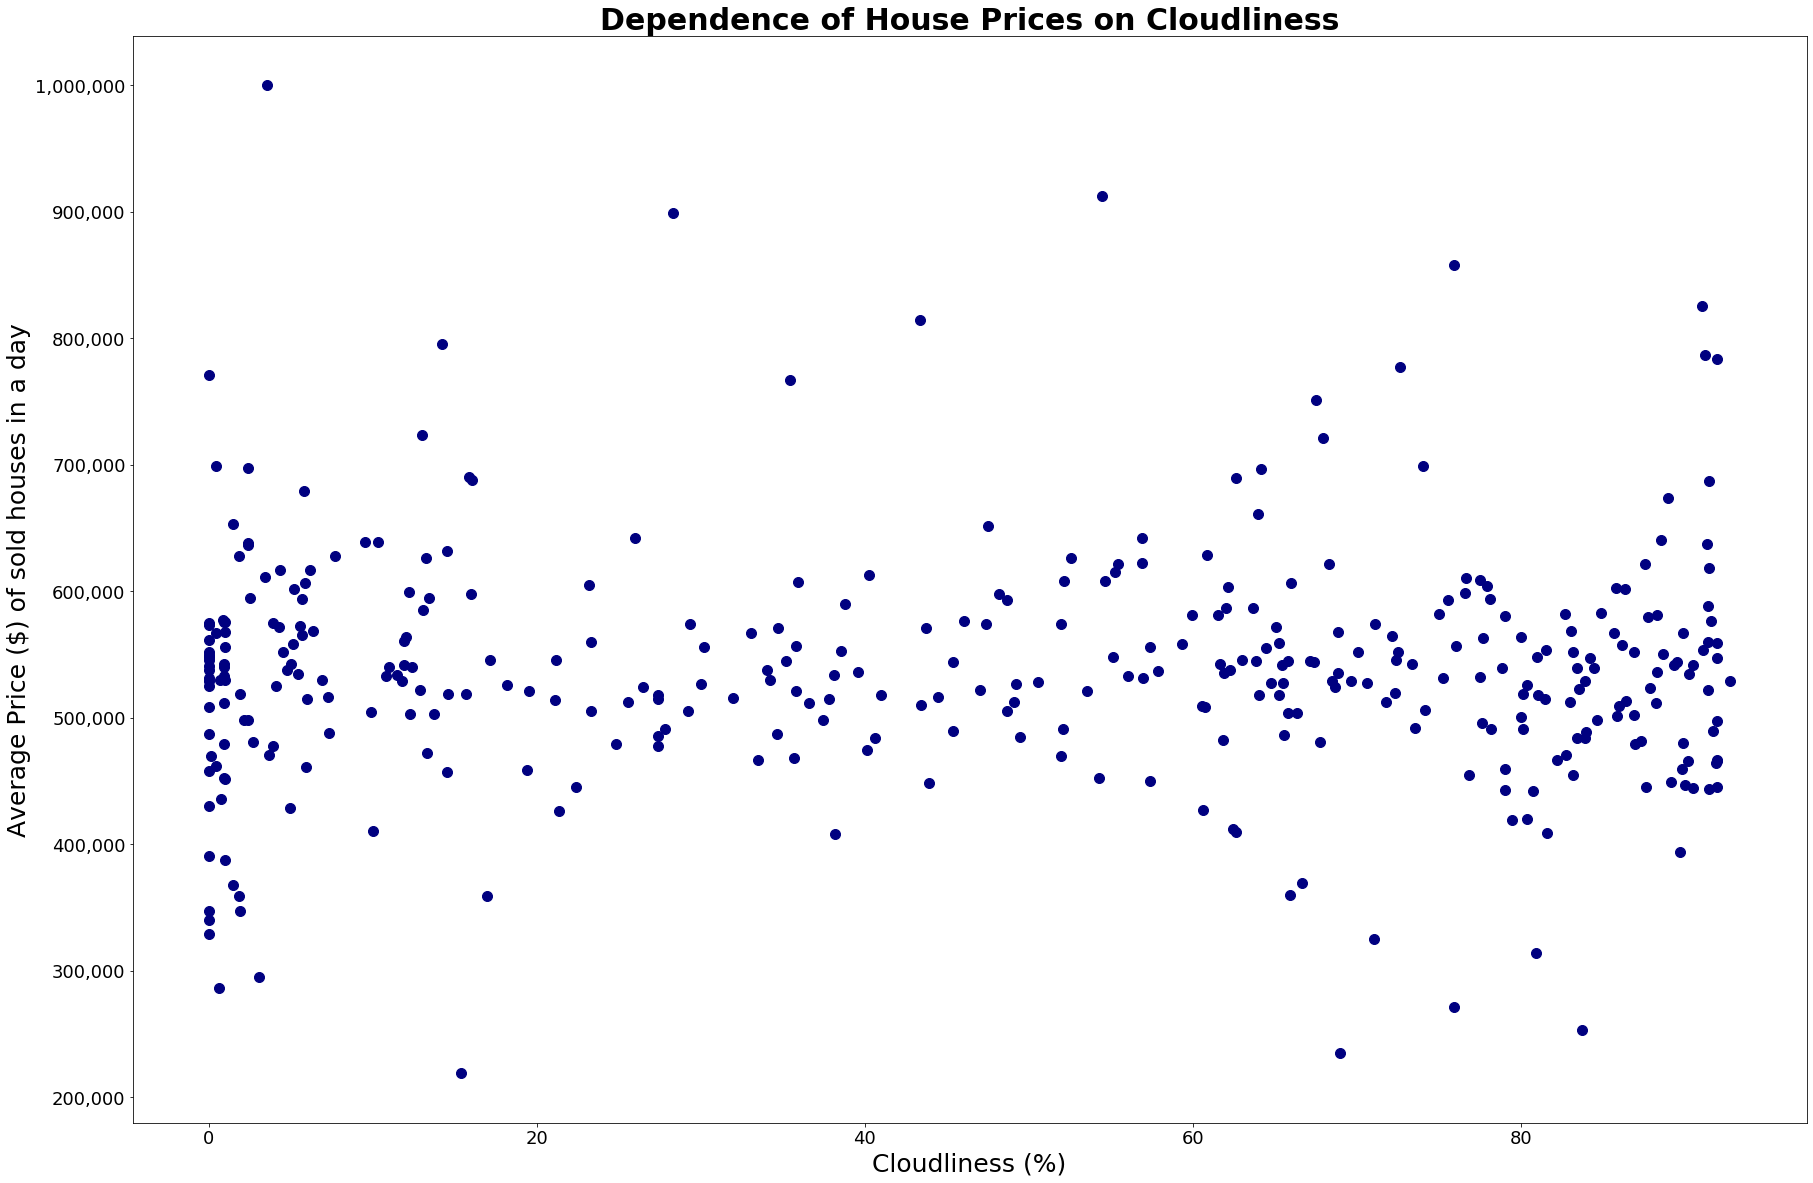 Dependence of House Prices on Cloudliness
1,000,000
900,000
800,000
700,000
600,000
500,000
400,000
300,000
200,000
Average Price ($) of sold houses in a day
0 20 40 60 80
Cloudliness (%)